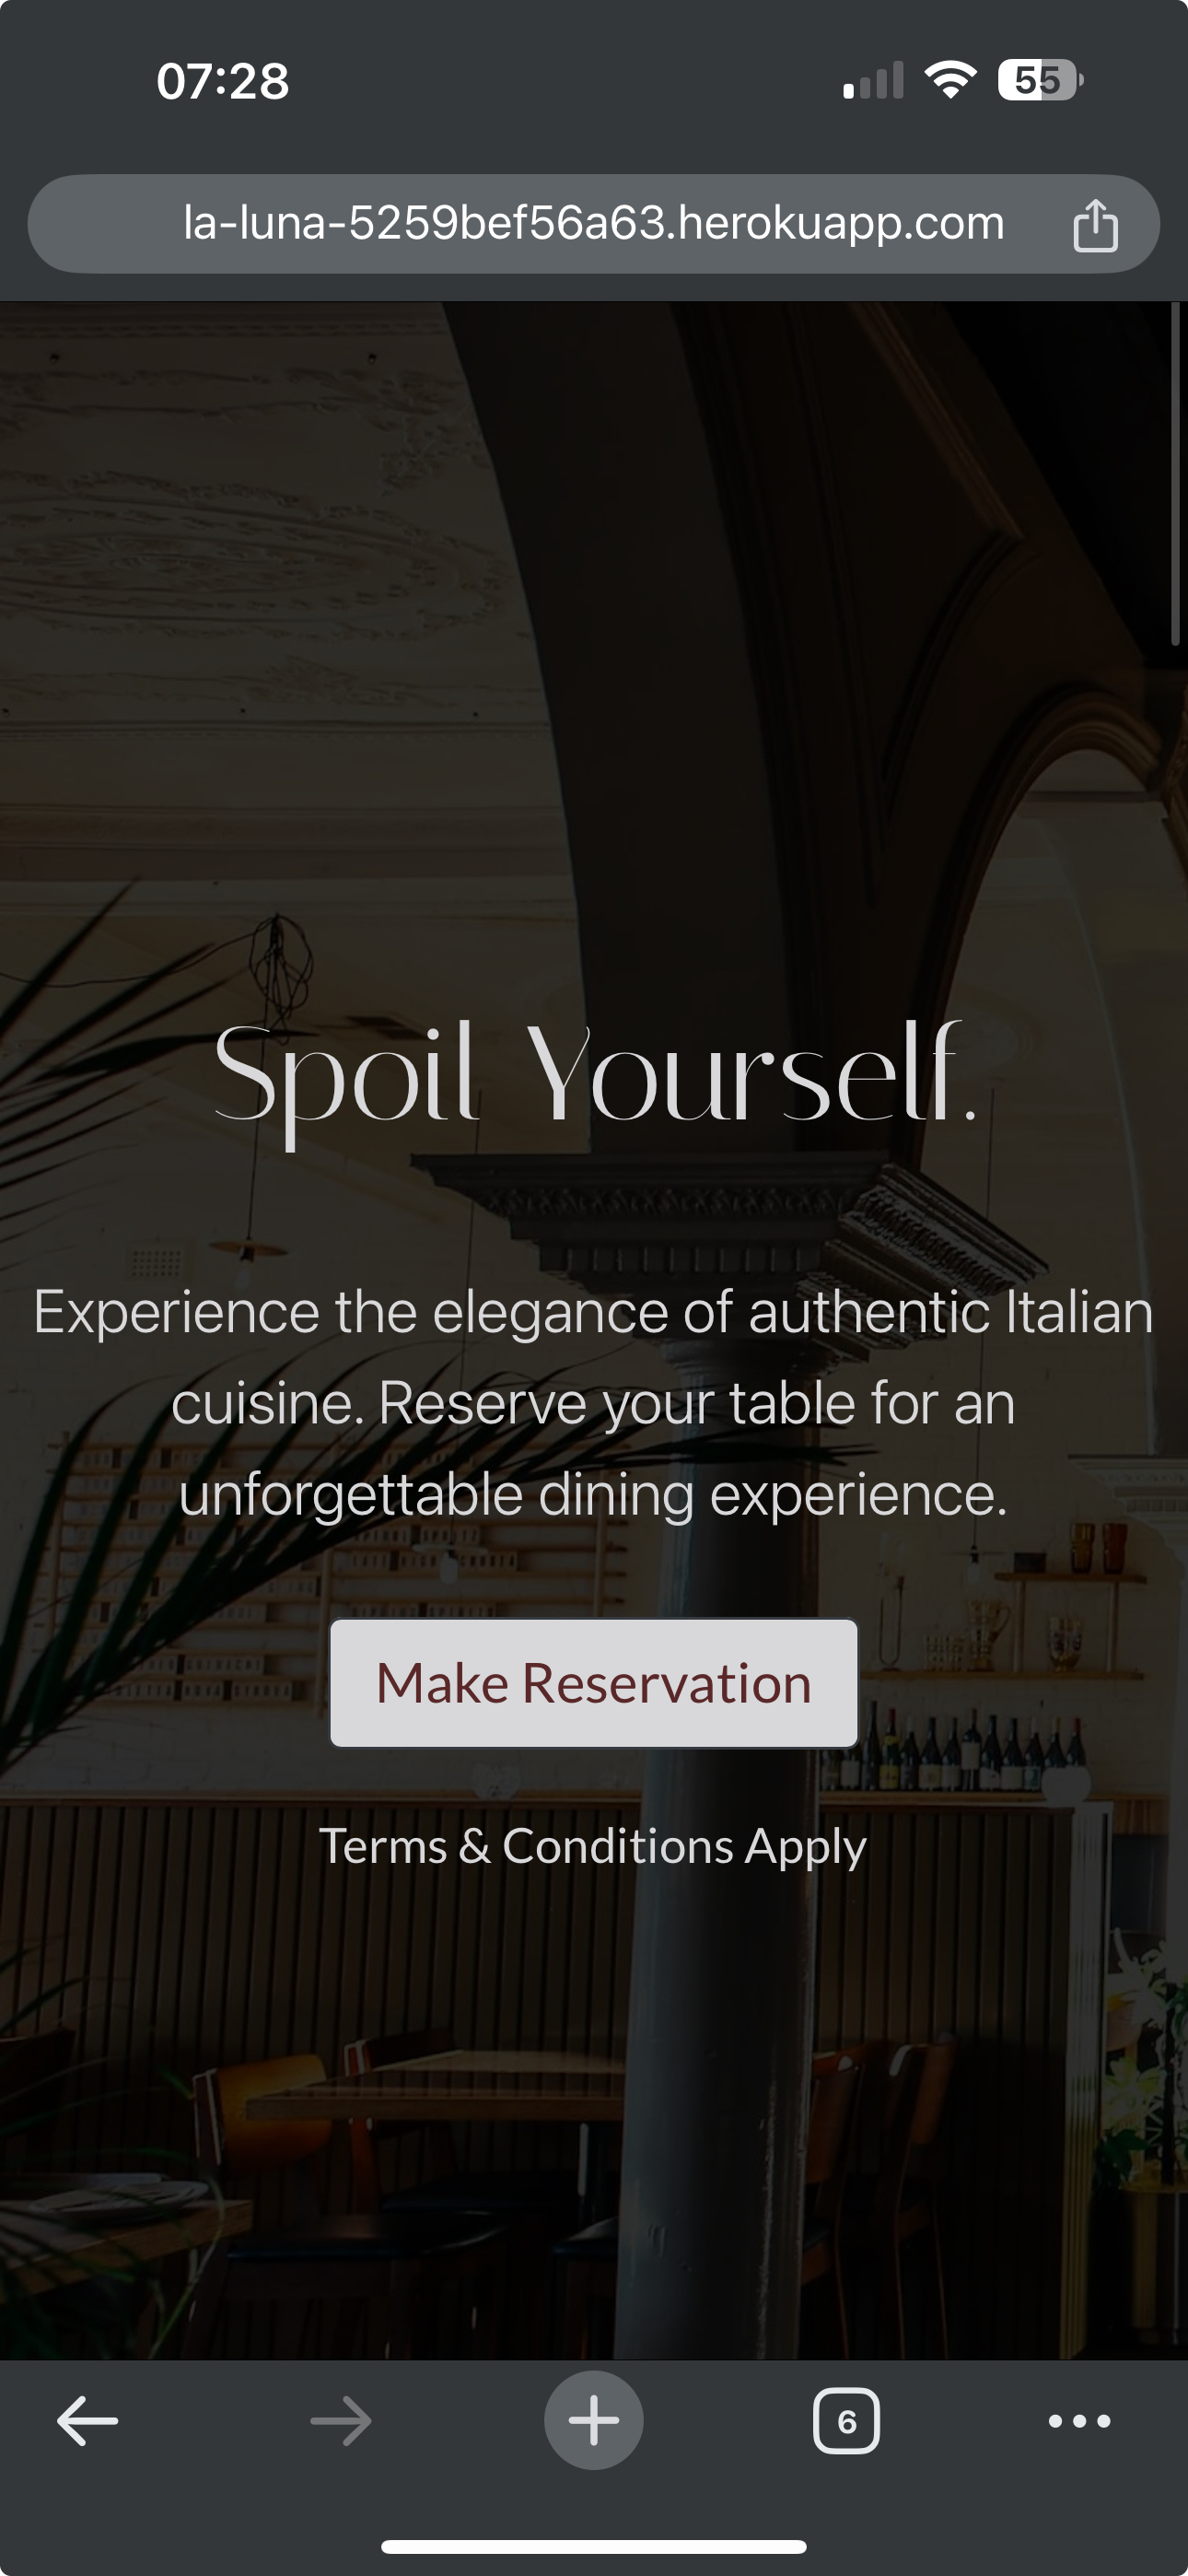 07:28
55
la-luna-5259bef56a63.herokuapp.com
Spoil Yourself.
Experience the elegance of authentic Italian
cuisine. Reserve your table for an
unforgettable dining experience.
Make Reservation
Terms & Conditions Apply
6